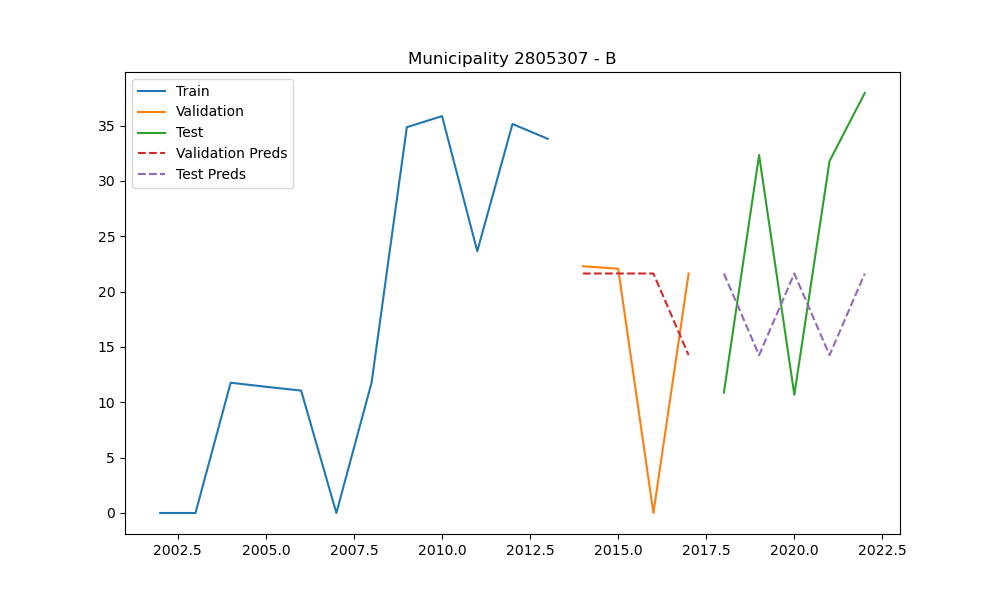 Municipality 2805307 - B
Train
Validation
Test
Validation Preds
Test Preds
35
30
25
20
15
10
5
0
2002.5 2005.0 2007.5 2010.0 2012.5 2015.0 2017.5 2020.0 2022.5